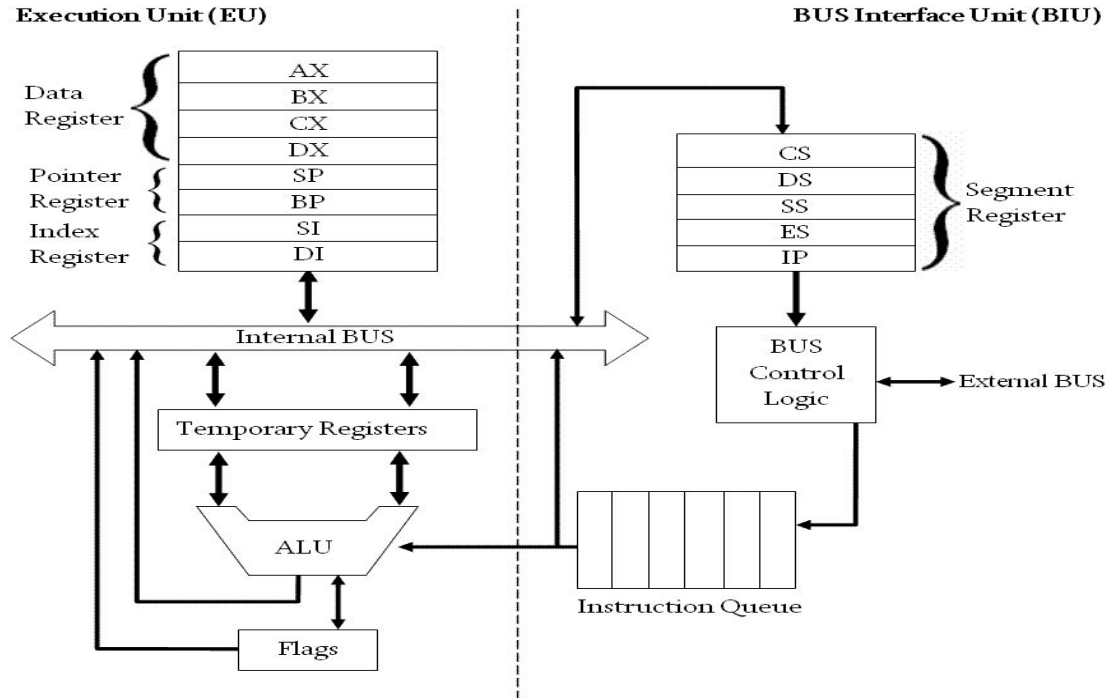 Execution Unit (EU)
BUS Interface Unit (BIU)
Data
Register
AX
BX
CX
DX
Pointer
Register
SP
BP
Index
Register
SI
DI
CS
DS
SS
ES
IP
Segment
Register
Internal BUS
BUS
Control
Logic
External BUS
Temporary Registers
ALU
Instruction Queue
Flags